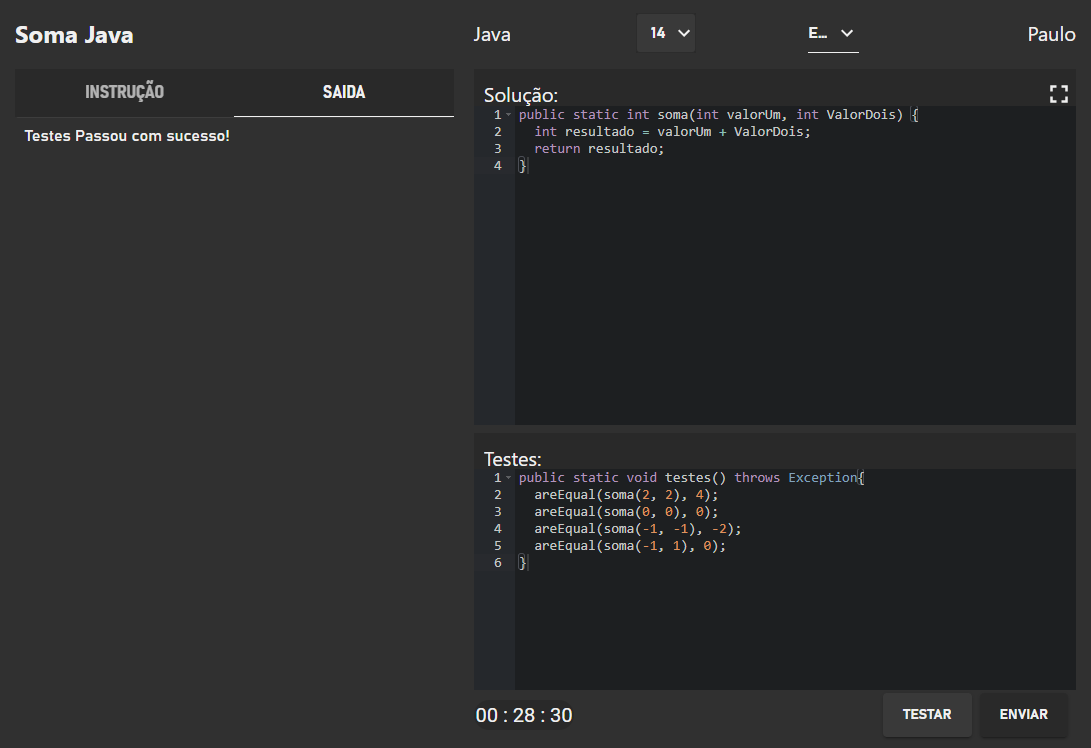 Soma Java
Java
14
E...
Paulo
INSTRUÇÃO
SAIDA
Testes Passou com sucesso!
Solução:
1 public static int soma(int valorUm, int ValorDois) {
2   int resultado = valorUm + ValorDois;
3   return resultado;
4 }
Testes:
1 public static void testes() throws Exception{
2   areEqual(soma(2, 2), 4);
3   areEqual(soma(0, 0), 0);
4   areEqual(soma(-1, -1), -2);
5   areEqual(soma(-1, 1), 0);
6 }
00 : 28 : 30
TESTAR
ENVIAR